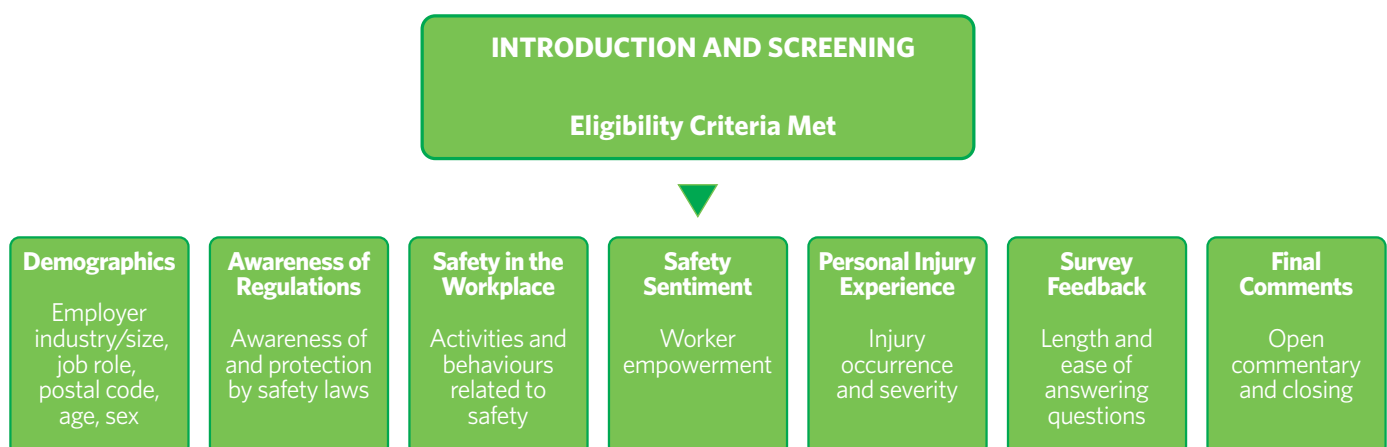 INTRODUCTION AND SCREENING
Eligibility Criteria Met
Demographics
Employer
industry/size,
job role,
postal code,
age, sex
Awareness of
Regulations
Awareness of
and protection
by safety laws
Safety in the
Workplace
Activities and
behaviours
related to
safety
Safety
Sentiment
Worker
empowerment
Personal Injury
Experience
Injury
occurrence
and severity
Survey
Feedback
Length and
ease of
answering
questions
Final
Comments
Open
commentary
and closing